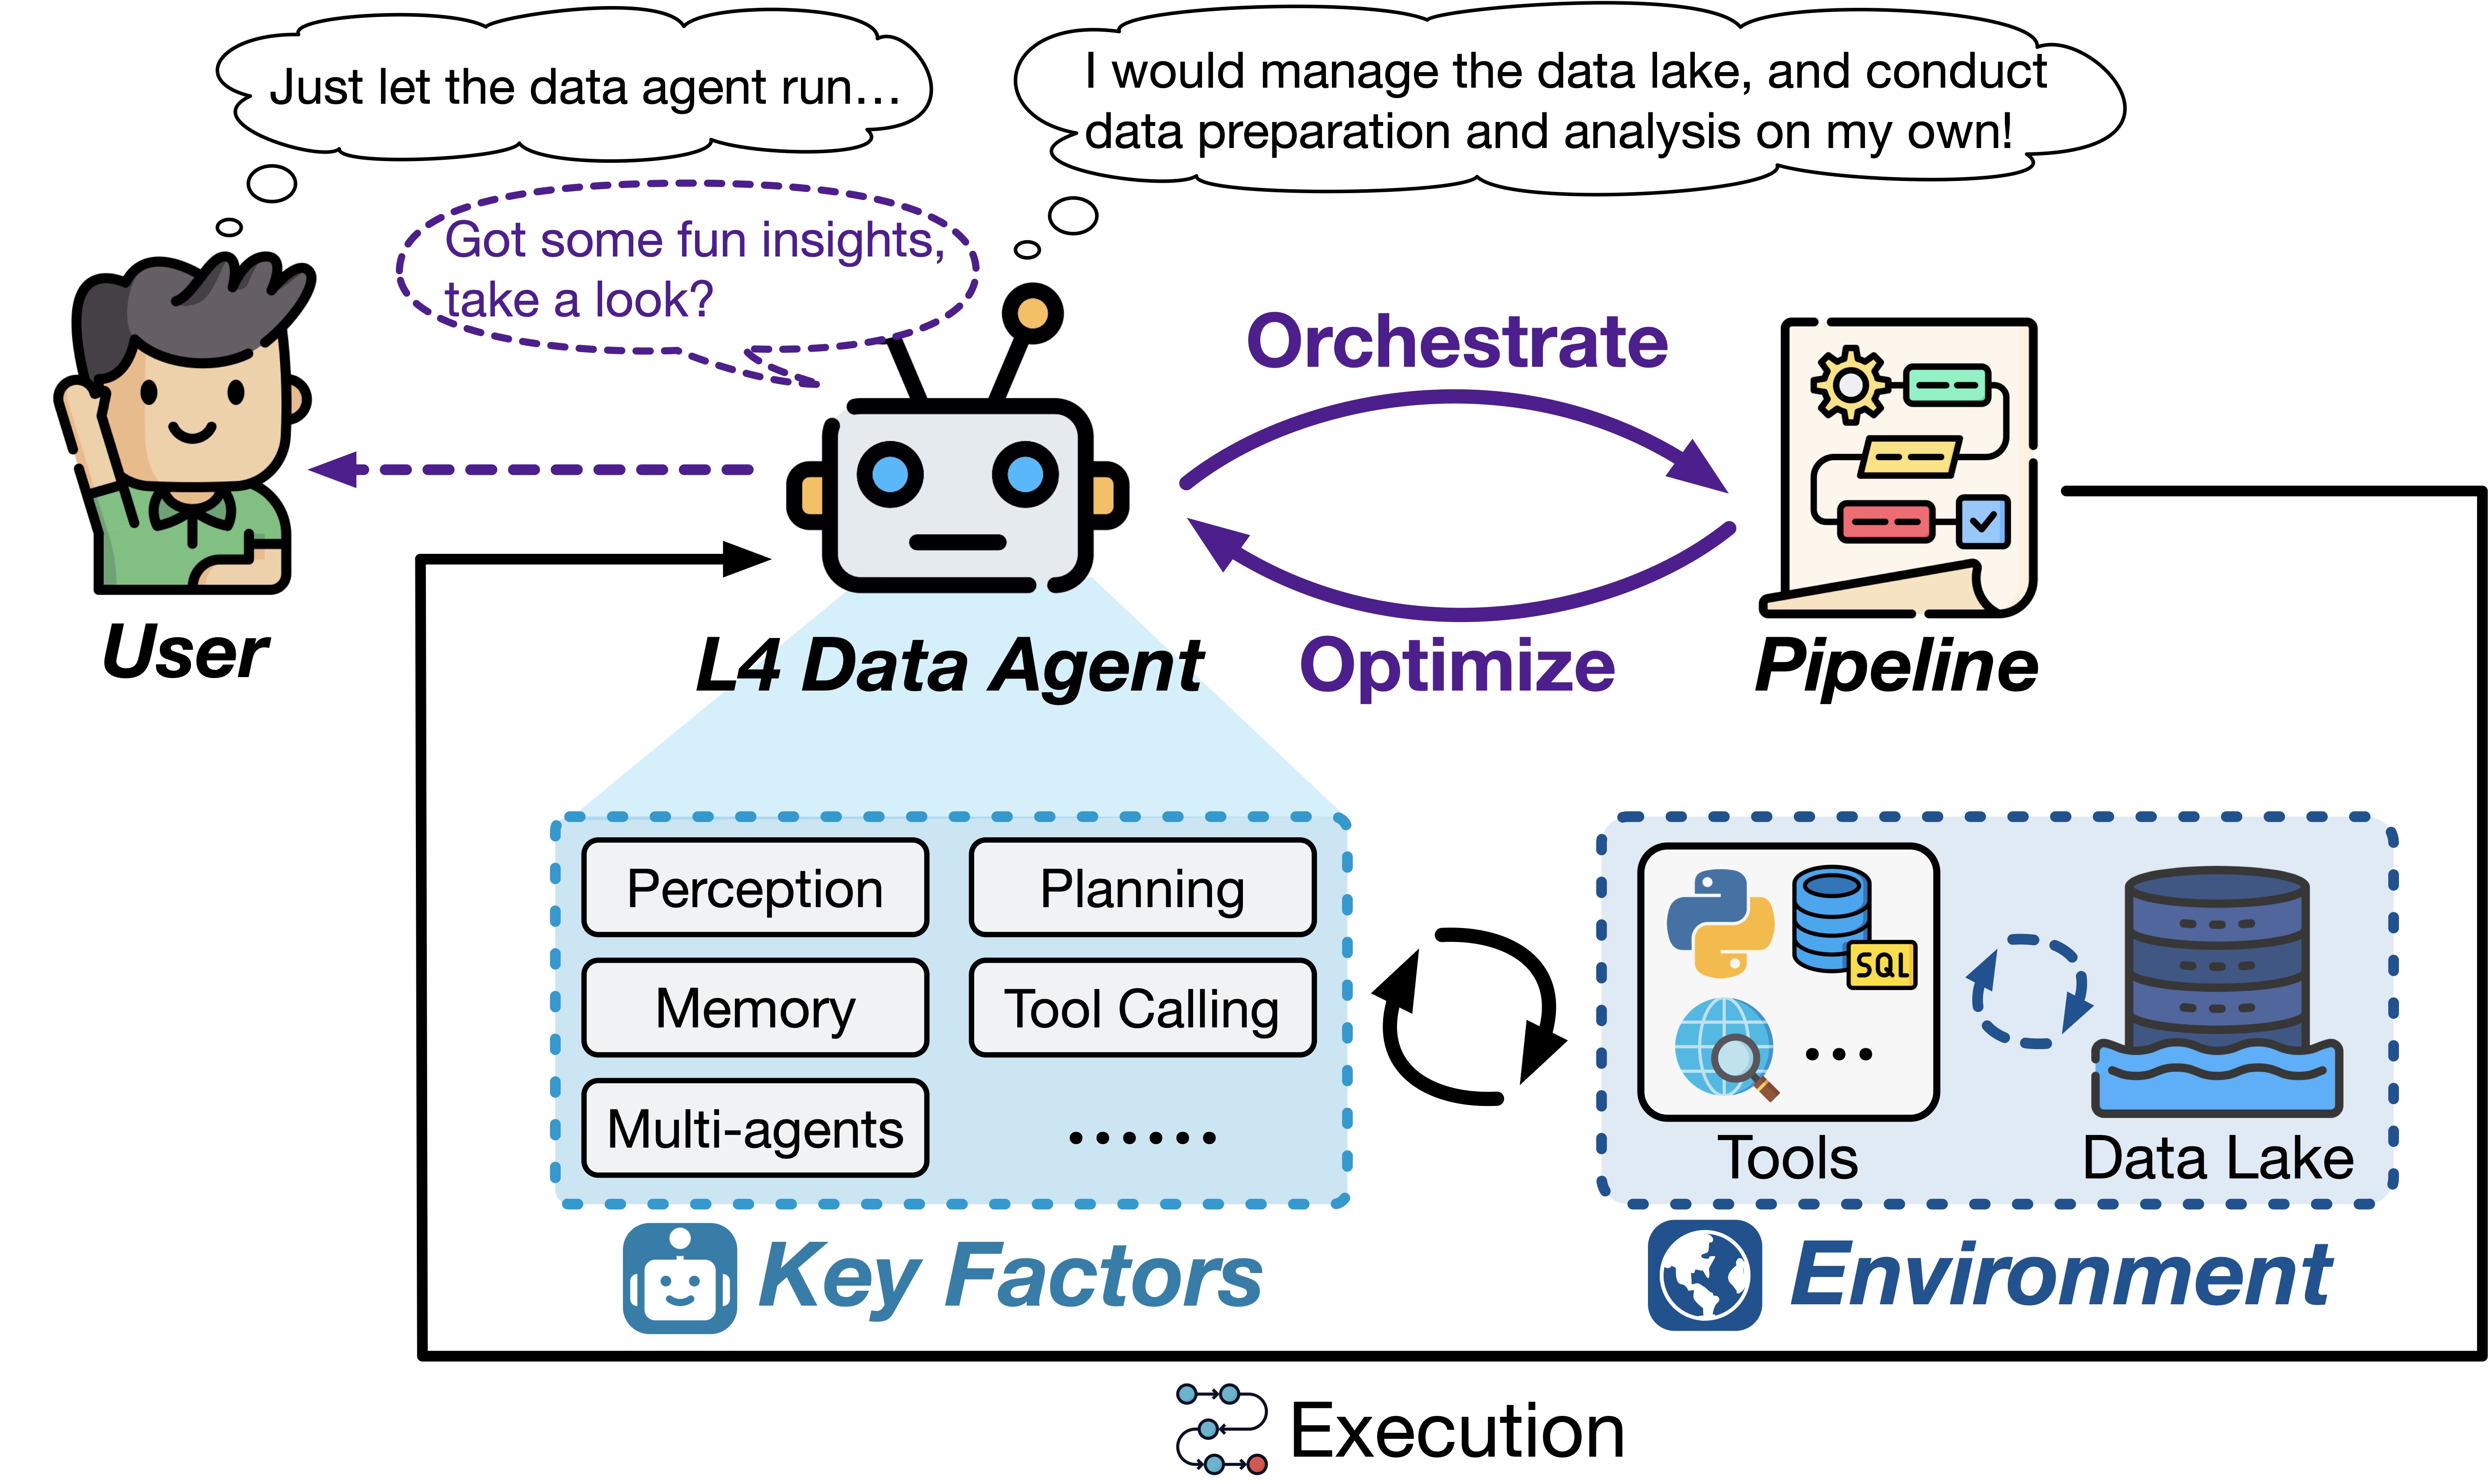 Just let the data agent run...
I would manage the data lake, and conduct
data preparation and analysis on my own!
Got some fun insights,
take a look?
Orchestrate
Optimize
User
L4 Data Agent
Pipeline
Perception
Planning
Memory
Tool Calling
Multi-agents
......
SQL
...
Tools
Data Lake
Key Factors
Environment
Execution